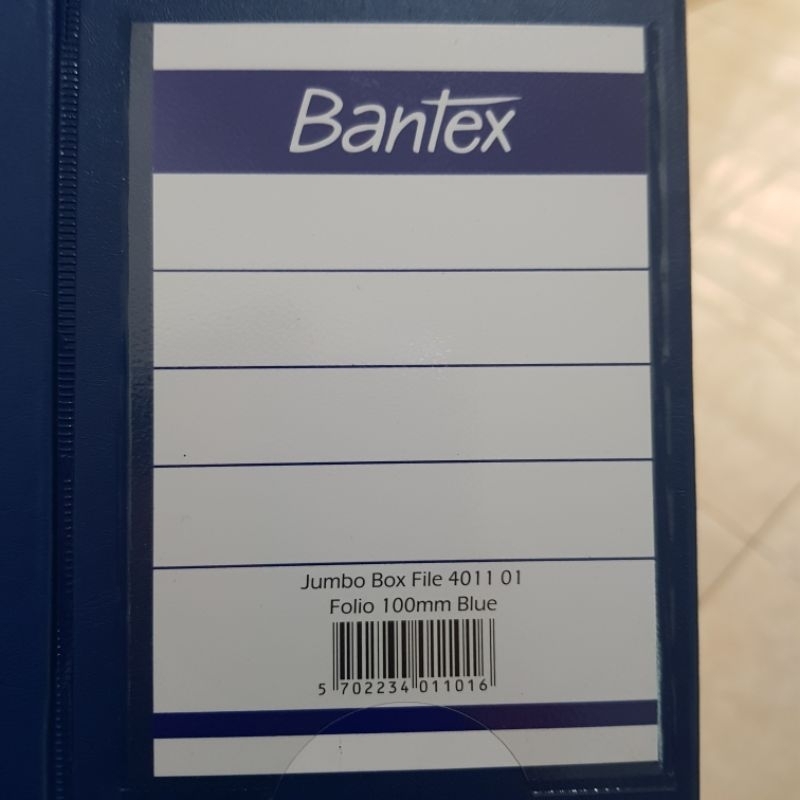 Bantex
Jumbo Box File 4011 01
Folio 100mm Blue
5 702234 011016